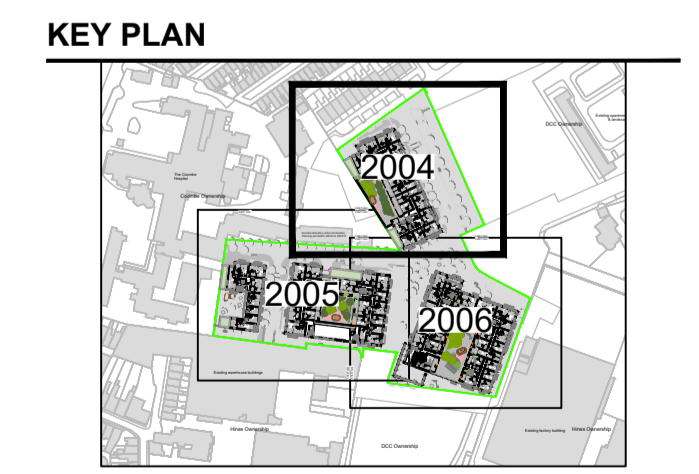 KEY PLAN
DCC Ownership
The Coombe
Hospital
Coombe Ownership
2004
2005
2006
Existing warehouse buildings
Hines Ownership
DCC Ownership
Existing factory building
Hines Ownership